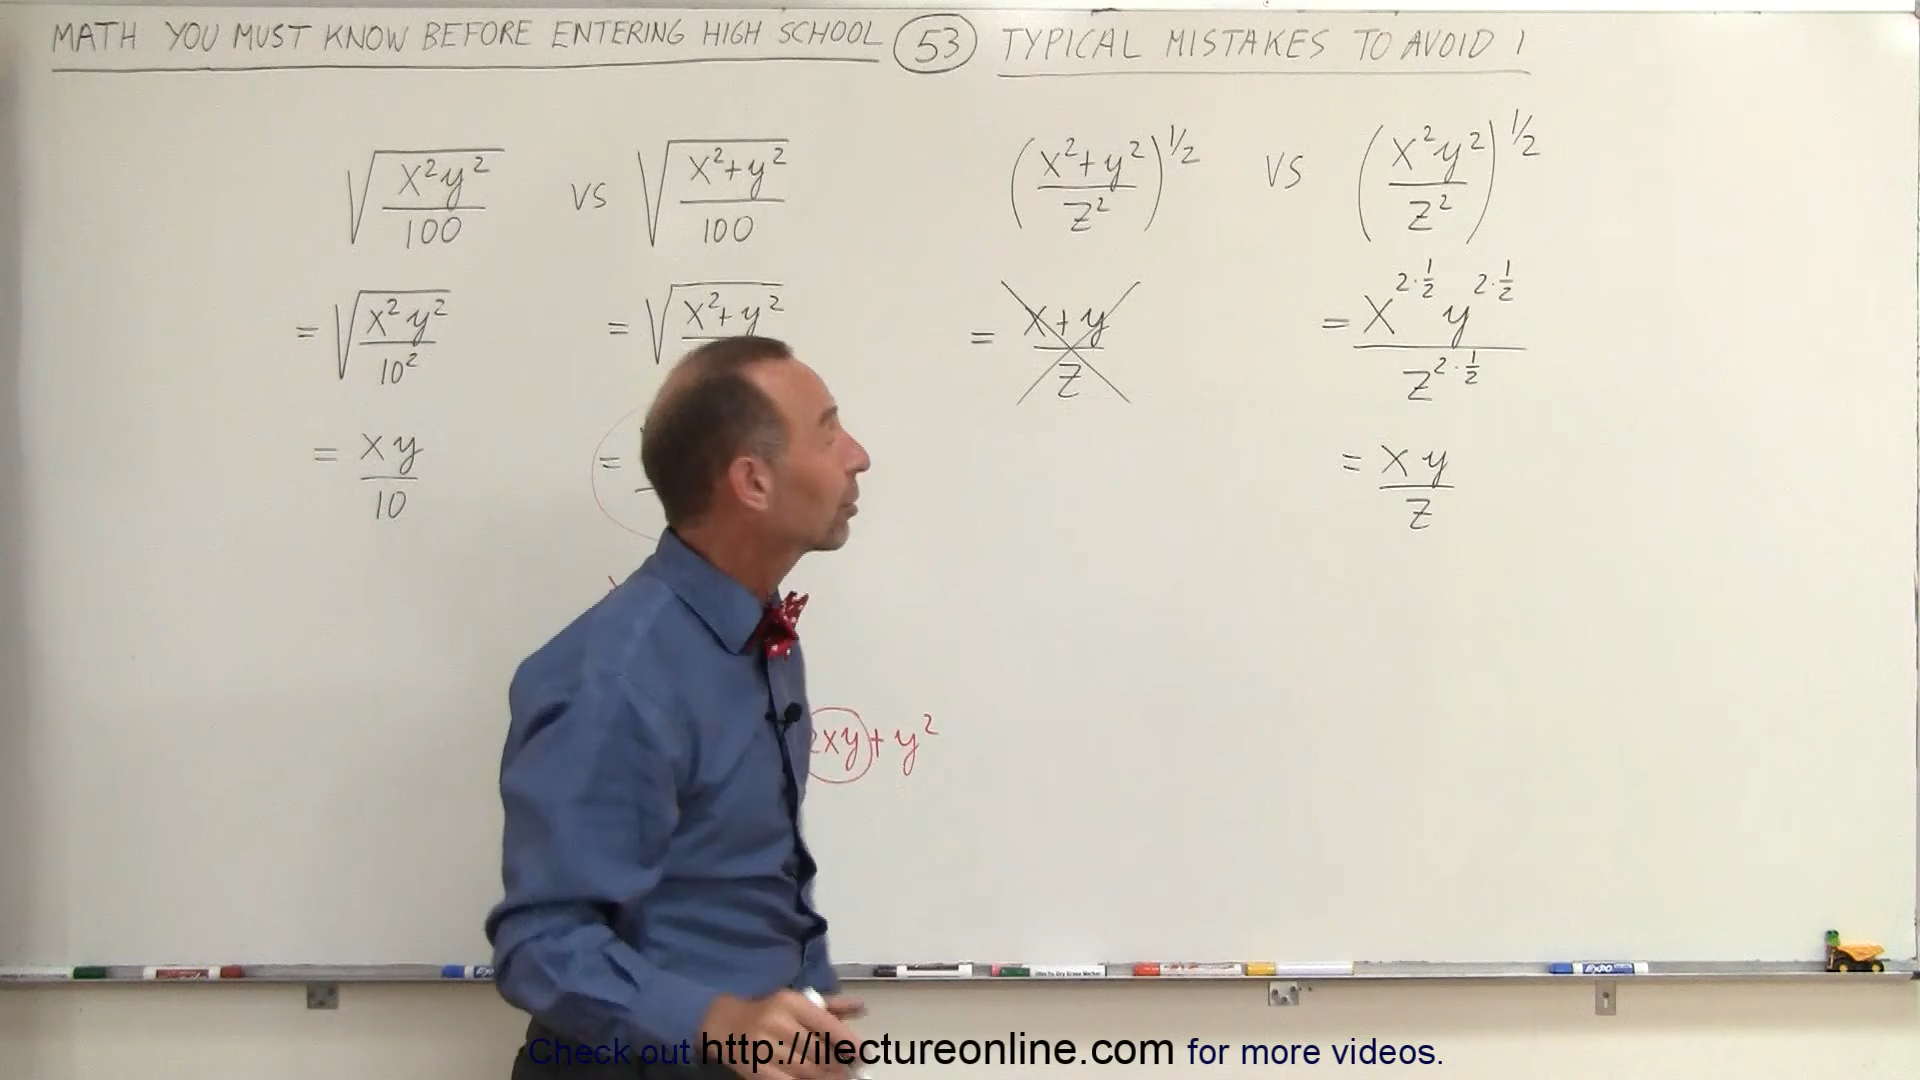 MATH YOU MUST KNOW BEFORE ENTERING HIGH SCHOOL 53 TYPICAL MISTAKES TO AVOID 1
√(x²y²/100) VS √(x²+y²/100) (x²+y²/z²)^1/2 VS (x²y²/z²)^1/2
= √(x²y²/10²) = √(x²+y² = x+y/z = x^2·1/2 y^2·1/2 / z^2·1/2
= xy/10 = = xy/z
2xy + y²
EXPO
Check out http://ilectureonline.com for more videos.